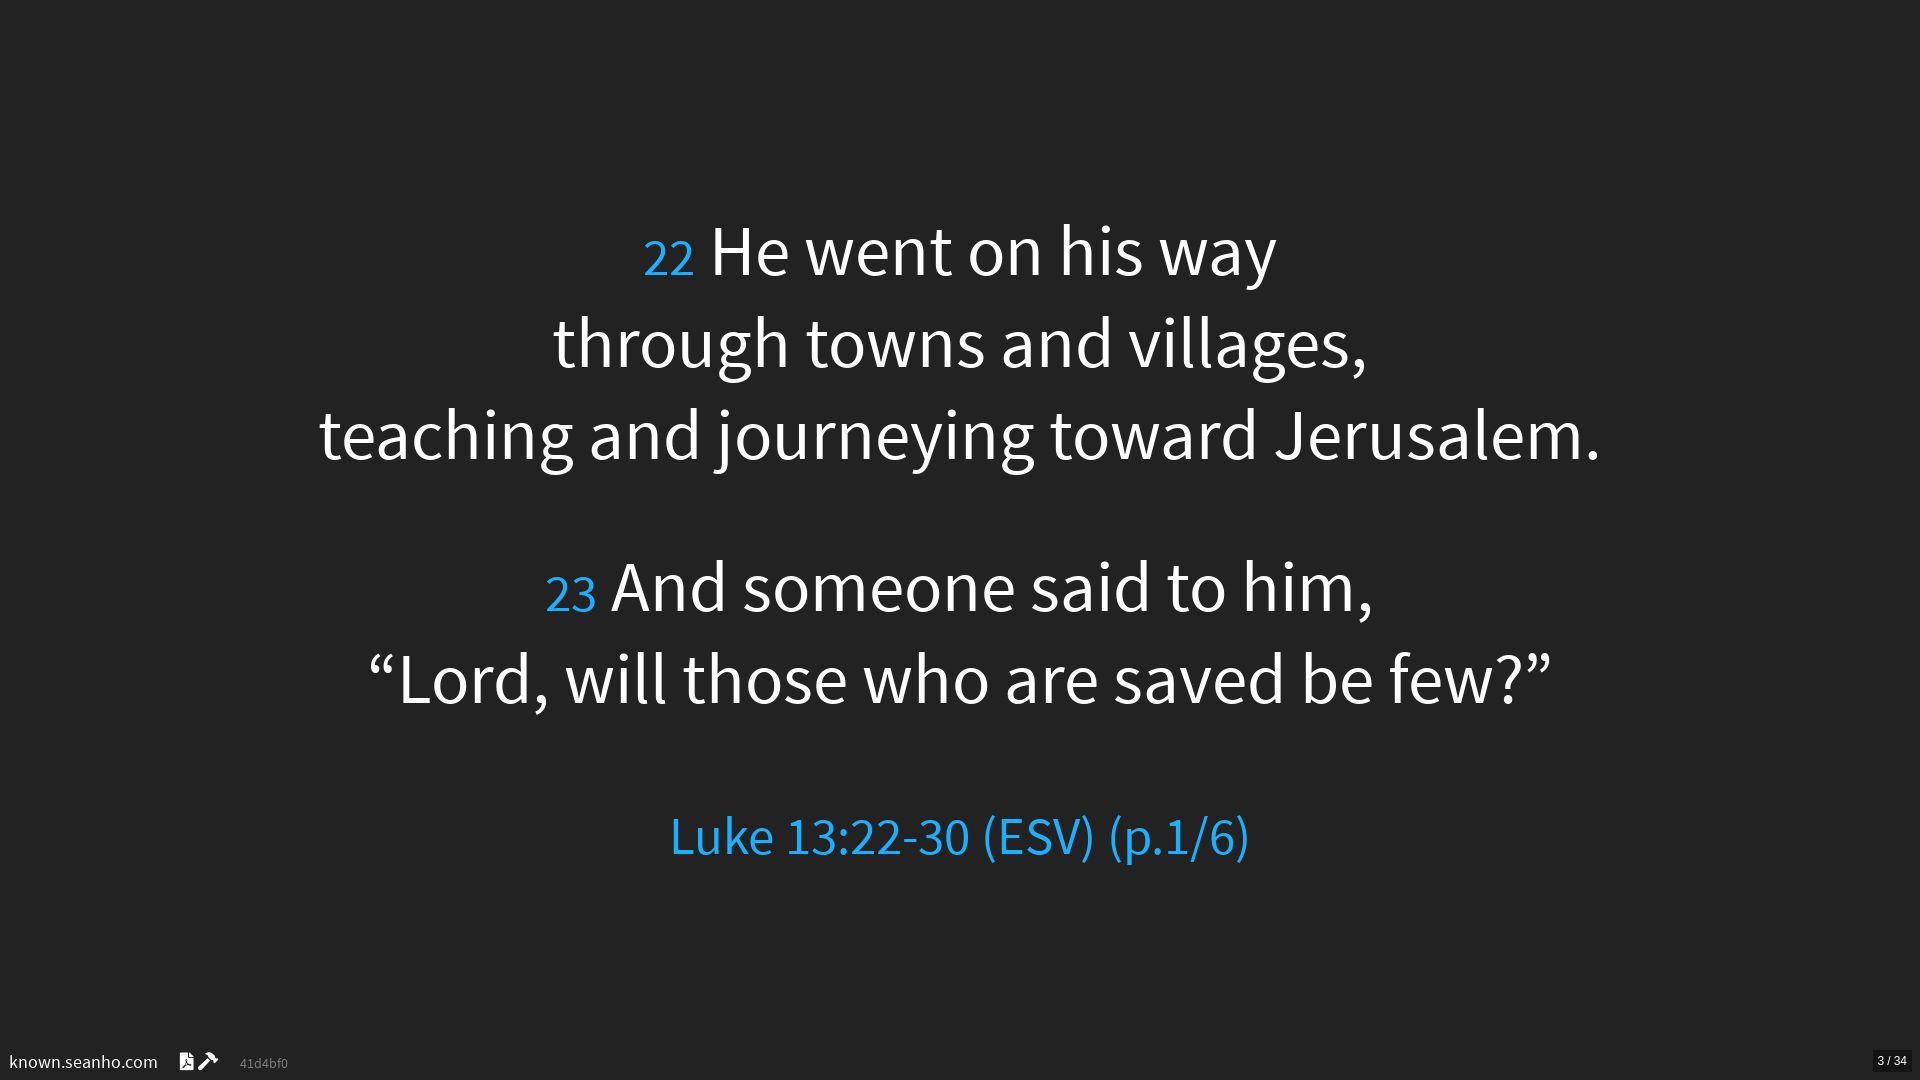 22 He went on his way
through towns and villages,
teaching and journeying toward Jerusalem.
23 And someone said to him,
“Lord, will those who are saved be few?”
Luke 13:22-30 (ESV) (p.1/6)
known.seanho.com 41d4bf0
3 / 34